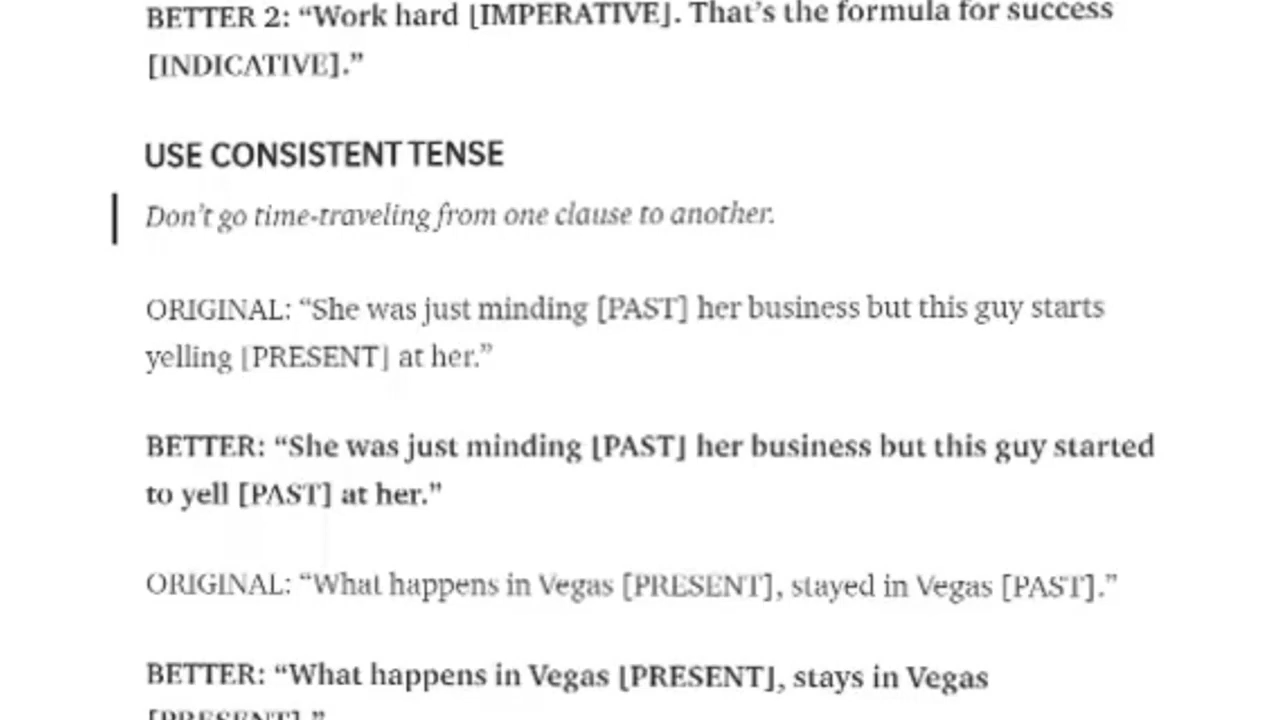 BETTER 2: “Work hard [IMPERATIVE]. That’s the formula for success
[INDICATIVE].”
USE CONSISTENT TENSE
Don’t go time-traveling from one clause to another.
ORIGINAL: “She was just minding [PAST] her business but this guy starts
yelling [PRESENT] at her.”
BETTER: “She was just minding [PAST] her business but this guy started
to yell [PAST] at her.”
ORIGINAL: “What happens in Vegas [PRESENT], stayed in Vegas [PAST].”
BETTER: “What happens in Vegas [PRESENT], stays in Vegas
[PRESENT].”